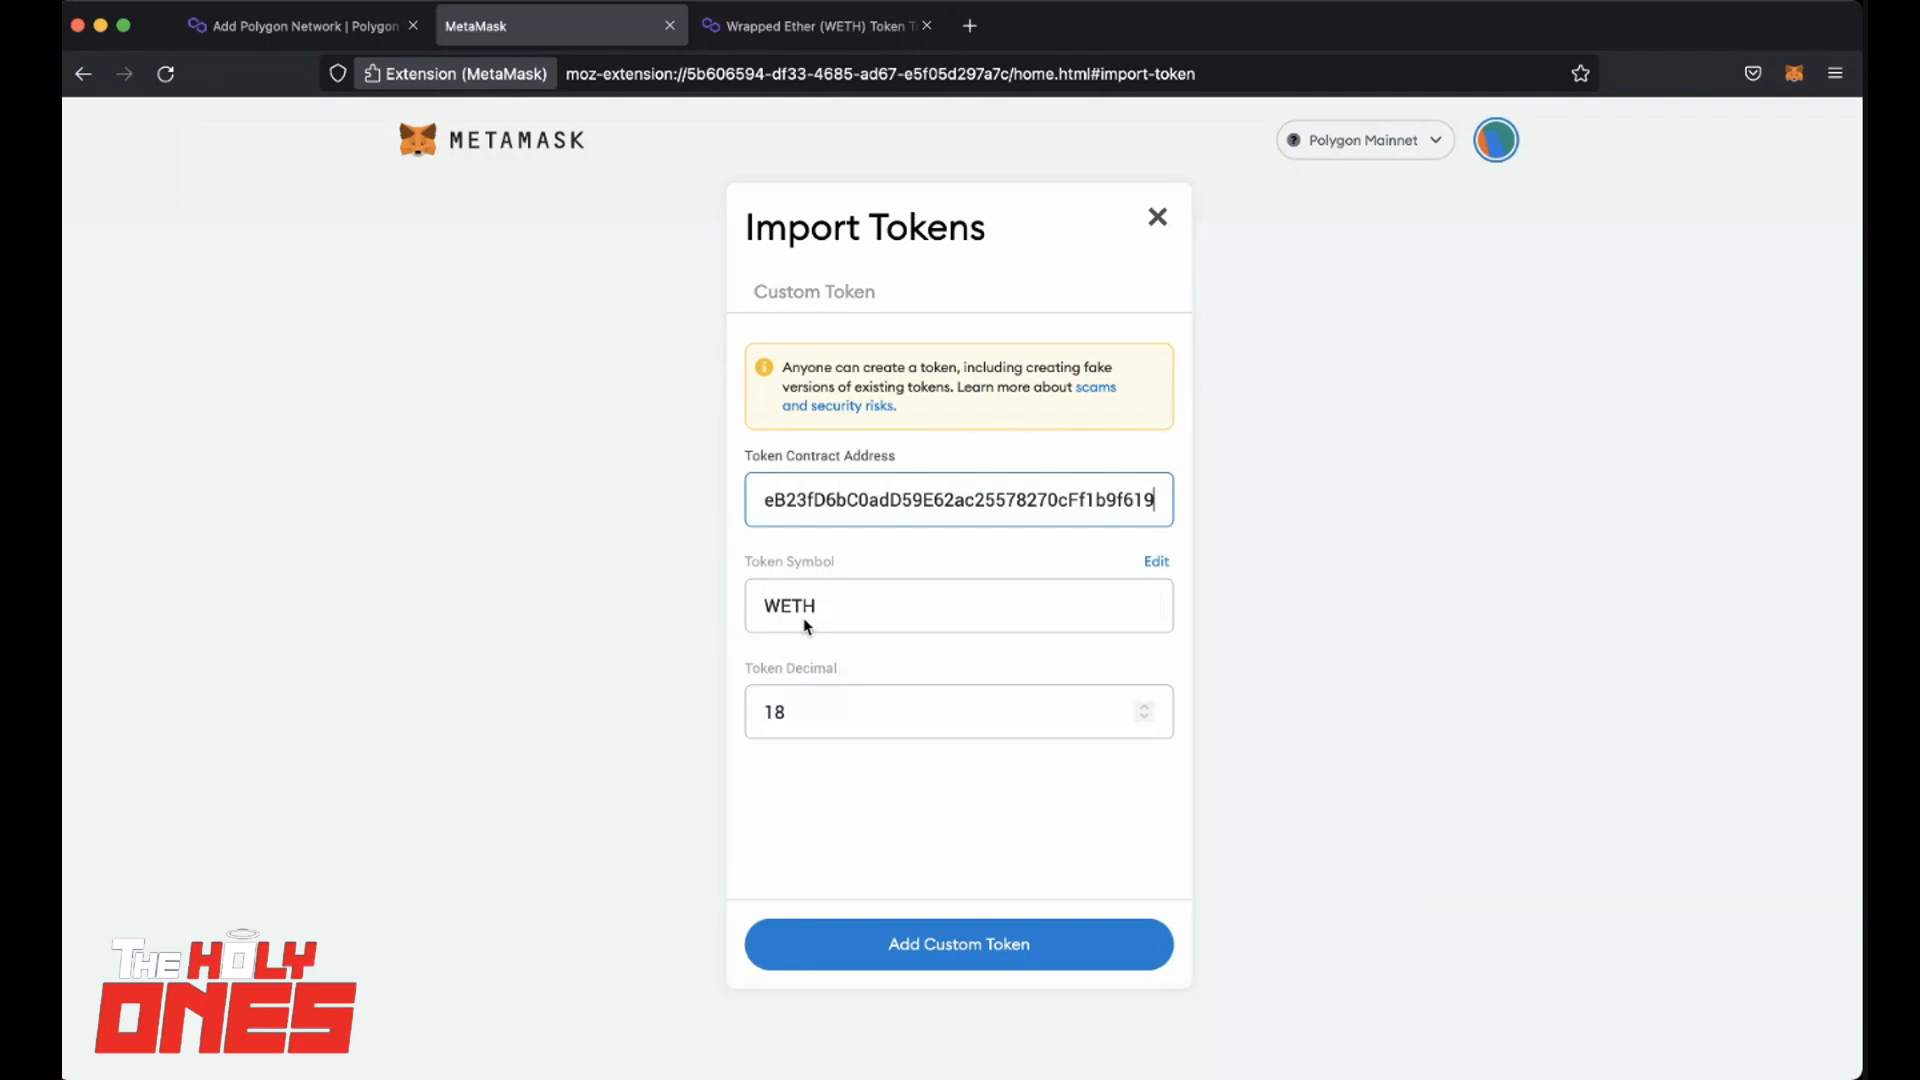 Add Polygon Network | Polygon
MetaMask
Wrapped Ether (WETH) Token T
Extension (MetaMask)
moz-extension://5b606594-df33-4685-ad67-e5f05d297a7c/home.html#import-token
METAMASK
Polygon Mainnet
Import Tokens
Custom Token
Anyone can create a token, including creating fake
versions of existing tokens. Learn more about scams
and security risks.
Token Contract Address
eB23fD6bC0adD59E62ac25578270cFf1b9f619
Token Symbol
Edit
WETH
Token Decimal
18
Add Custom Token
THE HOLY
ONES